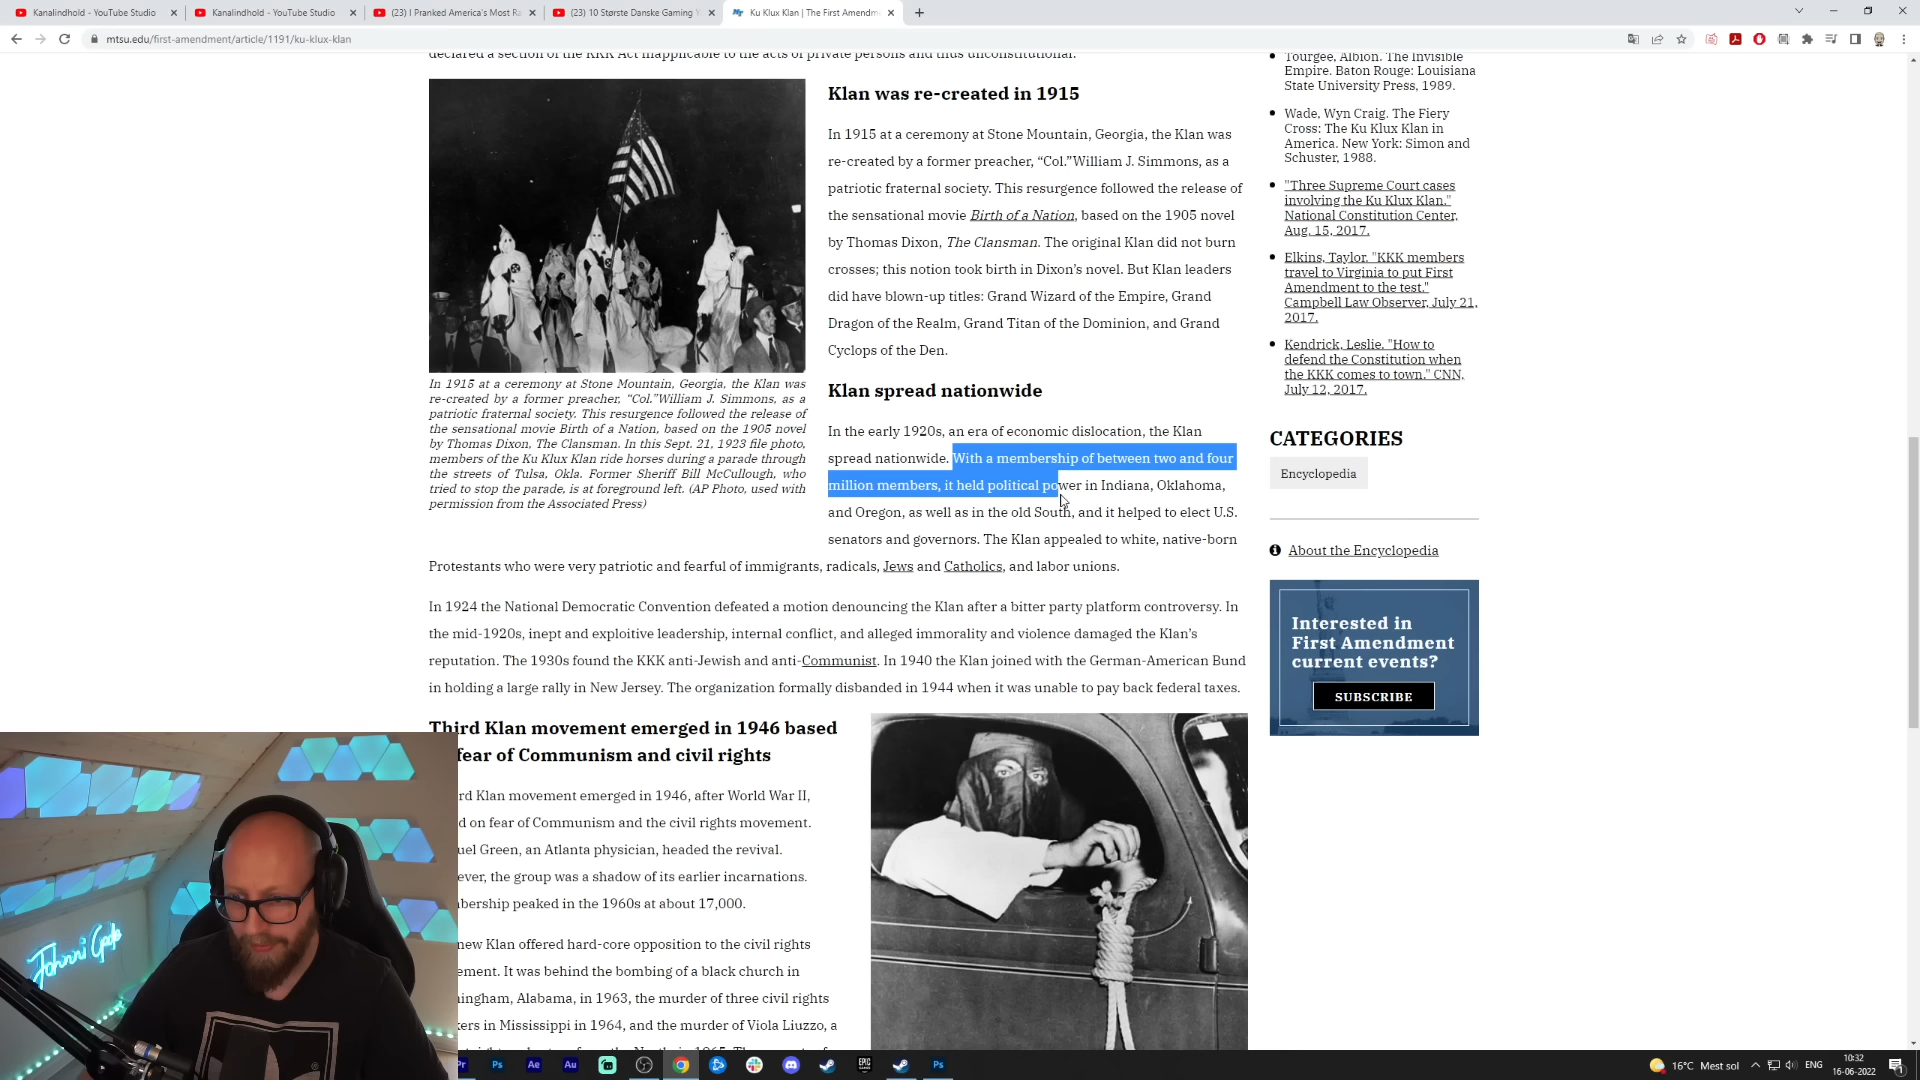 Kanalindhold - YouTube Studio
Kanalindhold - YouTube Studio
(23) I Pranked America's Most Ra
(23) 10 Største Danske Gaming Y
Ku Klux Klan | The First Amendm
mtsu.edu/first-amendment/article/1191/ku-klux-klan
declared a section of the KKK Act inapplicable to the acts of private persons and thus unconstitutional.
Klan was re-created in 1915
In 1915 at a ceremony at Stone Mountain, Georgia, the Klan was
re-created by a former preacher, “Col.”William J. Simmons, as a
patriotic fraternal society. This resurgence followed the release of
the sensational movie Birth of a Nation, based on the 1905 novel
by Thomas Dixon, The Clansman. The original Klan did not burn
crosses; this notion took birth in Dixon’s novel. But Klan leaders
did have blown-up titles: Grand Wizard of the Empire, Grand
Dragon of the Realm, Grand Titan of the Dominion, and Grand
Cyclops of the Den.
In 1915 at a ceremony at Stone Mountain, Georgia, the Klan was
re-created by a former preacher, “Col.”William J. Simmons, as a
patriotic fraternal society. This resurgence followed the release of
the sensational movie Birth of a Nation, based on the 1905 novel
by Thomas Dixon, The Clansman. In this Sept. 21, 1923 file photo,
members of the Ku Klux Klan ride horses during a parade through
the streets of Tulsa, Okla. Former Sheriff Bill McCullough, who
tried to stop the parade, is at foreground left. (AP Photo, used with
permission from the Associated Press)
Klan spread nationwide
In the early 1920s, an era of economic dislocation, the Klan
spread nationwide. With a membership of between two and four
million members, it held political power in Indiana, Oklahoma,
and Oregon, as well as in the old South, and it helped to elect U.S.
senators and governors. The Klan appealed to white, native-born
Protestants who were very patriotic and fearful of immigrants, radicals, Jews and Catholics, and labor unions.
In 1924 the National Democratic Convention defeated a motion denouncing the Klan after a bitter party platform controversy. In
the mid-1920s, inept and exploitive leadership, internal conflict, and alleged immorality and violence damaged the Klan’s
reputation. The 1930s found the KKK anti-Jewish and anti-Communist. In 1940 the Klan joined with the German-American Bund
in holding a large rally in New Jersey. The organization formally disbanded in 1944 when it was unable to pay back federal taxes.
Third Klan movement emerged in 1946 based
fear of Communism and civil rights
rd Klan movement emerged in 1946, after World War II,
d on fear of Communism and the civil rights movement.
uel Green, an Atlanta physician, headed the revival.
ever, the group was a shadow of its earlier incarnations.
bership peaked in the 1960s at about 17,000.
new Klan offered hard-core opposition to the civil rights
ement. It was behind the bombing of a black church in
ingham, Alabama, in 1963, the murder of three civil rights
kers in Mississippi in 1964, and the murder of Viola Liuzzo, a
Tourgee, Albion. The Invisible
Empire. Baton Rouge: Louisiana
State University Press, 1989.
Wade, Wyn Craig. The Fiery
Cross: The Ku Klux Klan in
America. New York: Simon and
Schuster, 1988.
"Three Supreme Court cases
involving the Ku Klux Klan,"
National Constitution Center,
Aug. 15, 2017.
Elkins, Taylor. "KKK members
travel to Virginia to put First
Amendment to the test."
Campbell Law Observer, July 21,
2017.
Kendrick, Leslie. "How to
defend the Constitution when
the KKK comes to town." CNN,
July 12, 2017.
CATEGORIES
Encyclopedia
About the Encyclopedia
Interested in
First Amendment
current events?
SUBSCRIBE
Johnni Gade
Pr
Ps
Ae
Au
EPIC
Ps
16°C Mest sol
ENG
10:32
16-06-2022